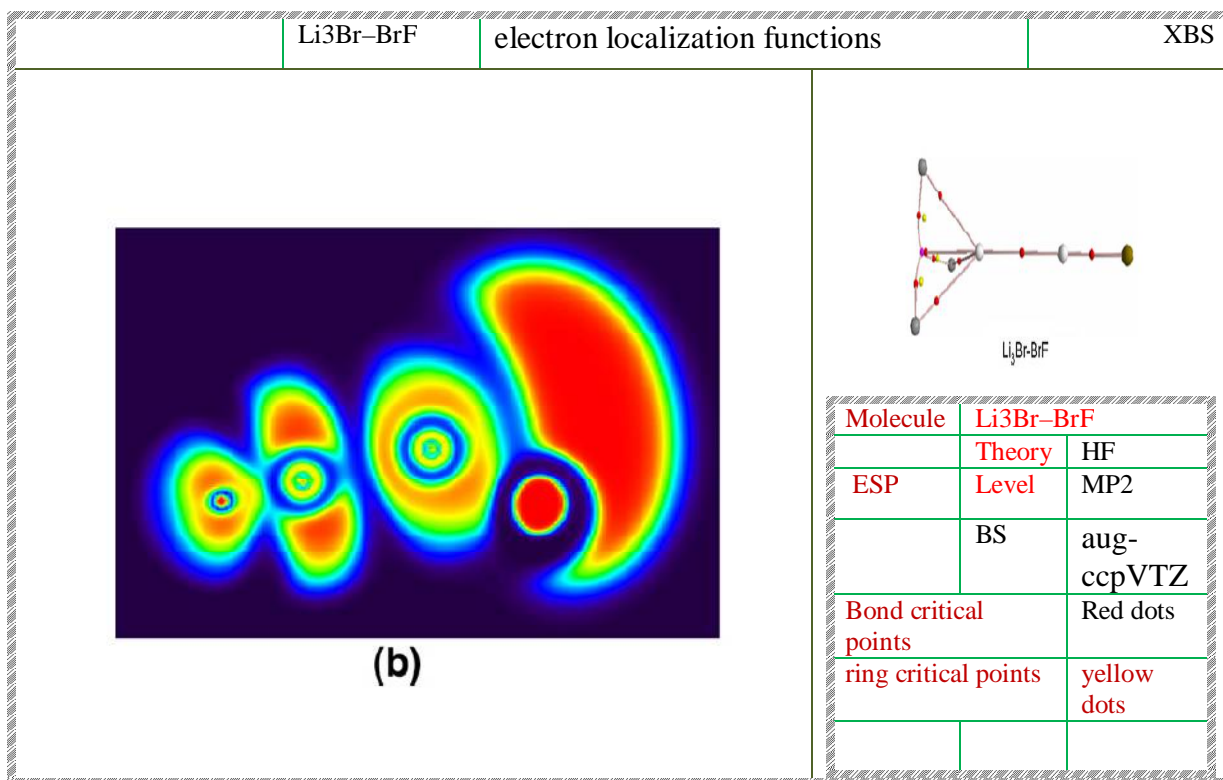 Li3Br–BrF electron localization functions XBS
Li3Br-BrF
(b)
Molecule Li3Br–BrF
Theory HF
ESP Level MP2
BS aug-
ccpVTZ
Bond critical Red dots
points
ring critical points yellow
dots